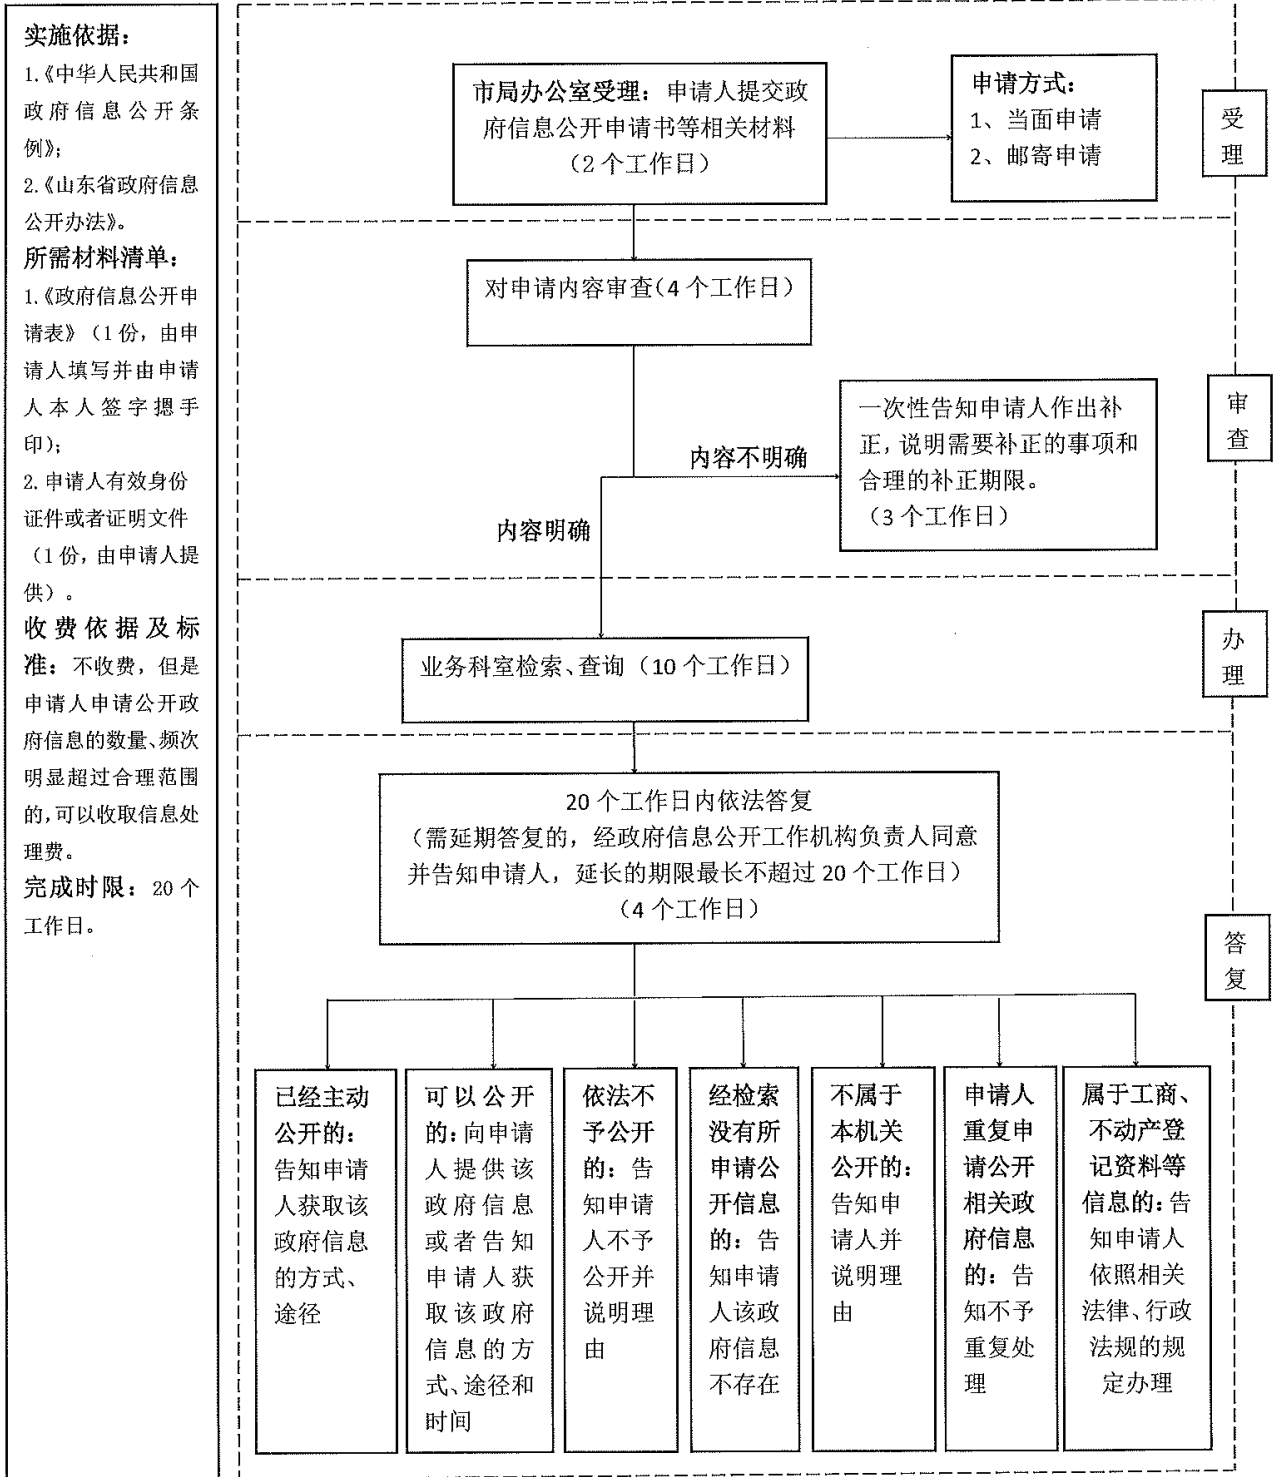 实施依据：
1.《中华人民共和国
政府信息公开条
例》；
2.《山东省政府信息
公开办法》。
所需材料清单：
1.《政府信息公开申
请表》（1 份，由申
请人填写并由申请
人本人签字摁手
印）；
2. 申请人有效身份
证件或者证明文件
（1 份，由申请人提
供）。
收费依据及标
准：不收费，但是
申请人申请公开政
府信息的数量、频次
明显超过合理范围
的，可以收取信息处
理费。
完成时限：20 个
工作日。
市局办公室受理：申请人提交政
府信息公开申请书等相关材料
（2 个工作日）
申请方式：
1、当面申请
2、邮寄申请
受
理
对申请内容审查（4 个工作日）
一次性告知申请人作出补
正，说明需要补正的事项和
合理的补正期限。
（3 个工作日）
内容不明确
内容明确
审
查
业务科室检索、查询（10 个工作日）
办
理
20 个工作日内依法答复
（需延期答复的，经政府信息公开工作机构负责人同意
并告知申请人，延长的期限最长不超过 20 个工作日）
（4 个工作日）
答
复
已经主动
公开的：
告知申请
人获取该
政府信息
的方式、
途径
可以公开
的：向申请
人提供该
政府信息
或者告知
申请人获
取该政府
信息的方
式、途径和
时间
依法不
予公开
的：告
知申请
人不予
公开并
说明理
由
经检索
没有所
申请公
开信息
的：告
知申请
人该政
府信息
不存在
不属于
本机关
公开的：
告知申
请人并
说明理
由
申请人
重复申
请公开
相关政
府信息
的：告
知不予
重复处
理
属于工商、
不动产登
记资料等
信息的：告
知申请人
依照相关
法律、行政
法规的规
定办理